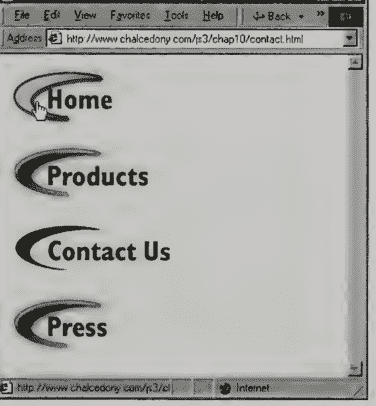 File Edit View Favorites Tools Help Back »
Address http://www.chalcedony.com/js3/chap10/contact.html
Home
Products
Contact Us
Press
http://www.chalcedony.com/js3/cl Internet